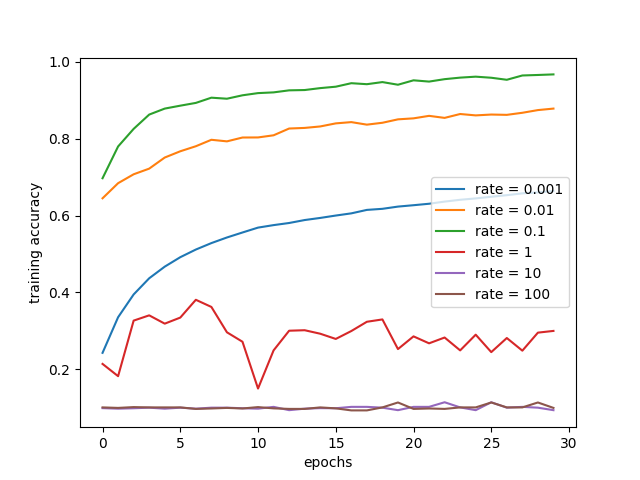 1.0
0.8
0.6
0.4
0.2
training accuracy
rate = 0.001
rate = 0.01
rate = 0.1
rate = 1
rate = 10
rate = 100
0 5 10 15 20 25 30
epochs